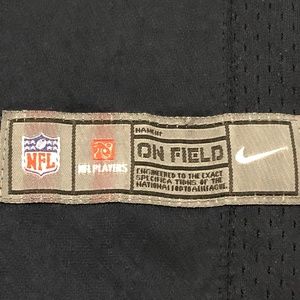 NFL
NFL PLAYERS
ON FIELD
ENGINEERED TO THE EXACT
SPECIFICATIONS OF THE
NATIONAL FOOTBALL LEAGUE.